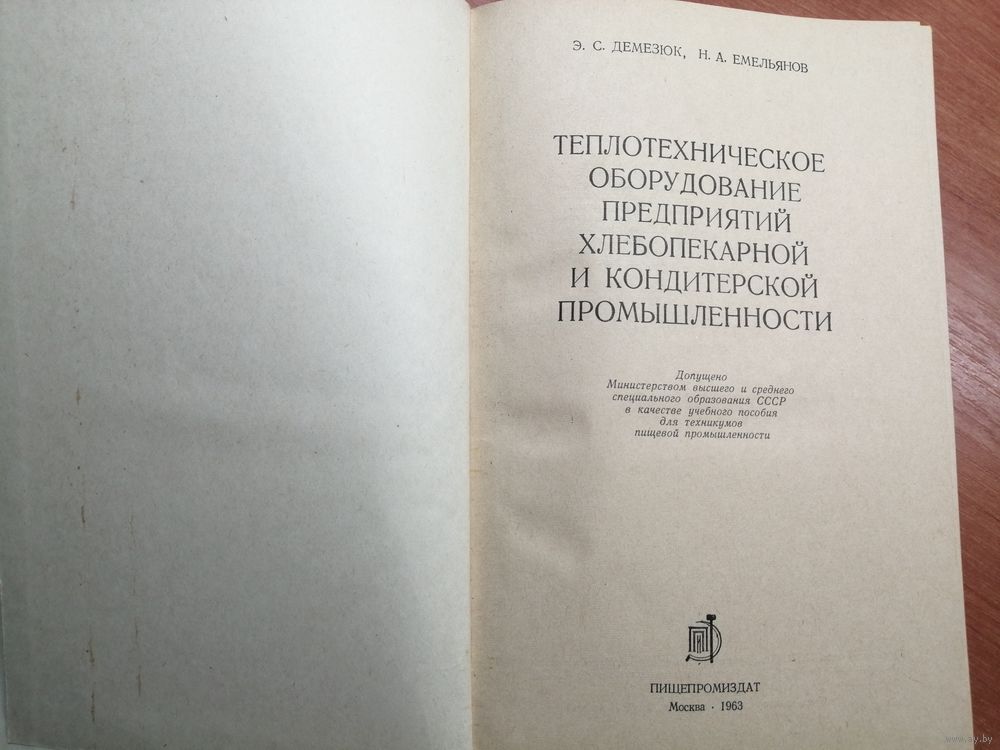 Э. С. ДЕМЕЗЮК, Н. А. ЕМЕЛЬЯНОВ
ТЕПЛОТЕХНИЧЕСКОЕ
ОБОРУДОВАНИЕ
ПРЕДПРИЯТИЙ
ХЛЕБОПЕКАРНОЙ
И КОНДИТЕРСКОЙ
ПРОМЫШЛЕННОСТИ
Допущено
Министерством высшего и среднего
специального образования СССР
в качестве учебного пособия
для техникумов
пищевой промышленности
ПИЩЕПРОМИЗДАТ
Москва · 1963